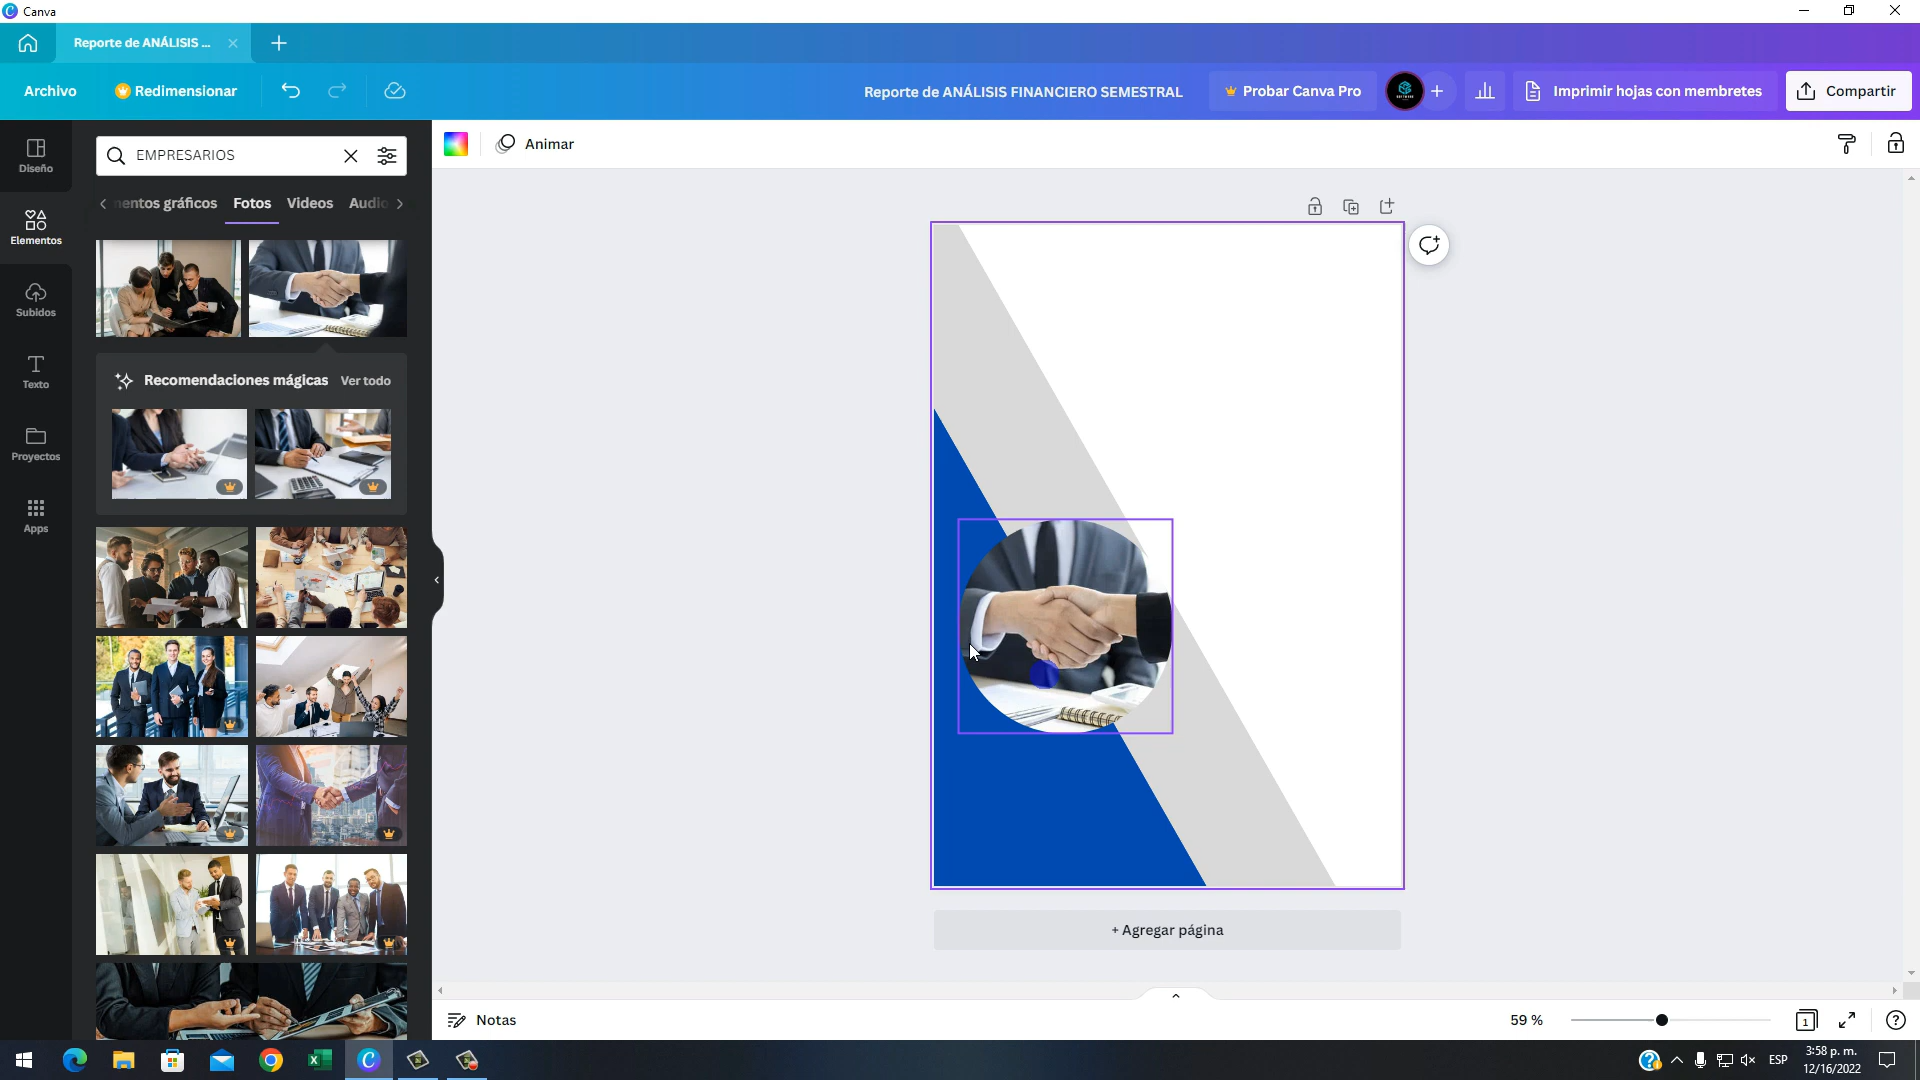 Canva
Reporte de ANÁLISIS ...
Archivo
Redimensionar
Reporte de ANÁLISIS FINANCIERO SEMESTRAL
Probar Canva Pro
Imprimir hojas con membretes
Compartir
Diseño
Elementos
Subidos
Texto
Proyectos
Apps
EMPRESARIOS
mentos gráficos
Fotos
Videos
Audio
Recomendaciones mágicas
Ver todo
Animar
+ Agregar página
Notas
59 %
1
ESP
3:58 p. m.
12/16/2022